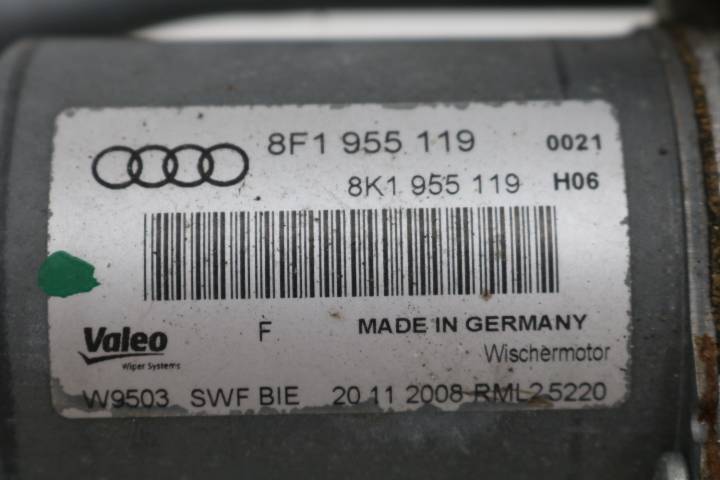 8F1 955 119 0021
8K1 955 119 H06
Valeo F MADE IN GERMANY
Wiper Systems Wischermotor
W9503 SWF BIE 20 11 2008 RML2 5220